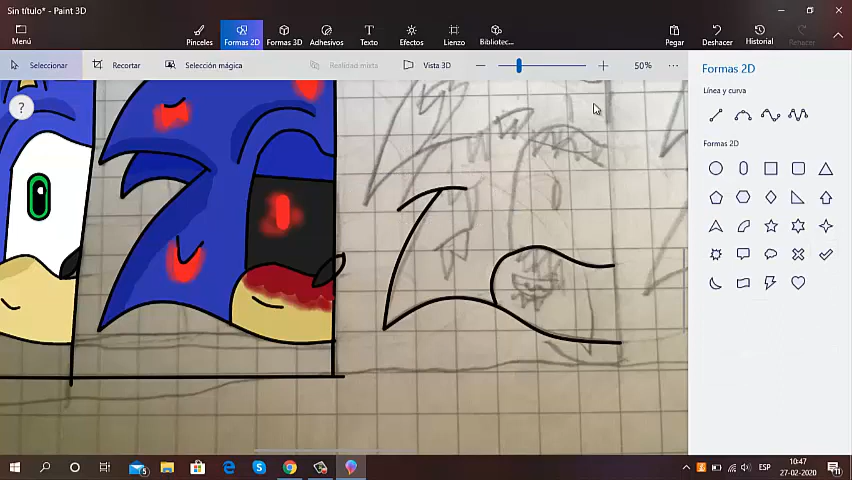 Sin título* - Paint 3D
Menú
Pinceles
Formas 2D
Formas 3D
Adhesivos
Texto
Efectos
Lienzo
Bibliotec...
Pegar
Deshacer
Historial
Rehacer
Seleccionar
Recortar
Selección mágica
Realidad mixta
Vista 3D
50%
Formas 2D
Línea y curva
Formas 2D
?
5
ESP
10:47
27-02-2020
11